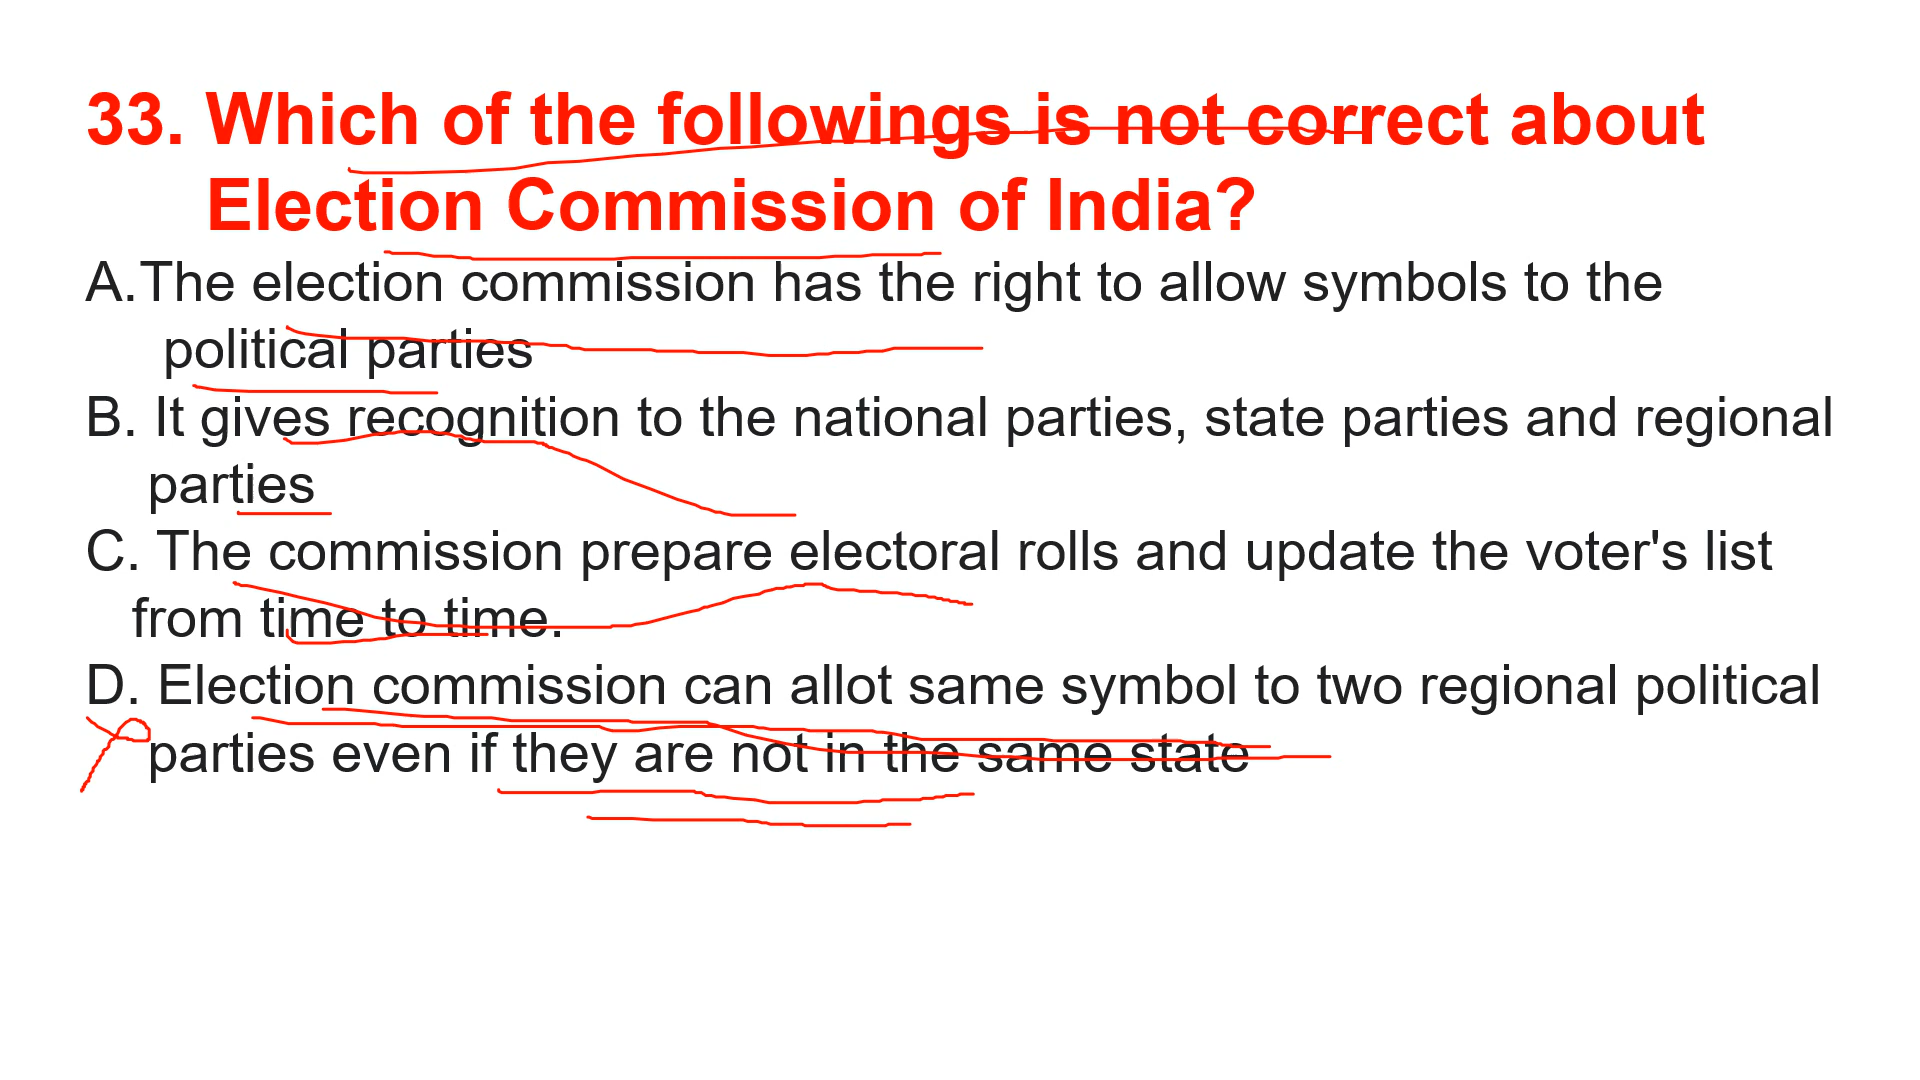 33. Which of the followings is not correct about
Election Commission of India?
A.The election commission has the right to allow symbols to the
political parties
B. It gives recognition to the national parties, state parties and regional
parties
C. The commission prepare electoral rolls and update the voter's list
from time to time.
D. Election commission can allot same symbol to two regional political
parties even if they are not in the same state